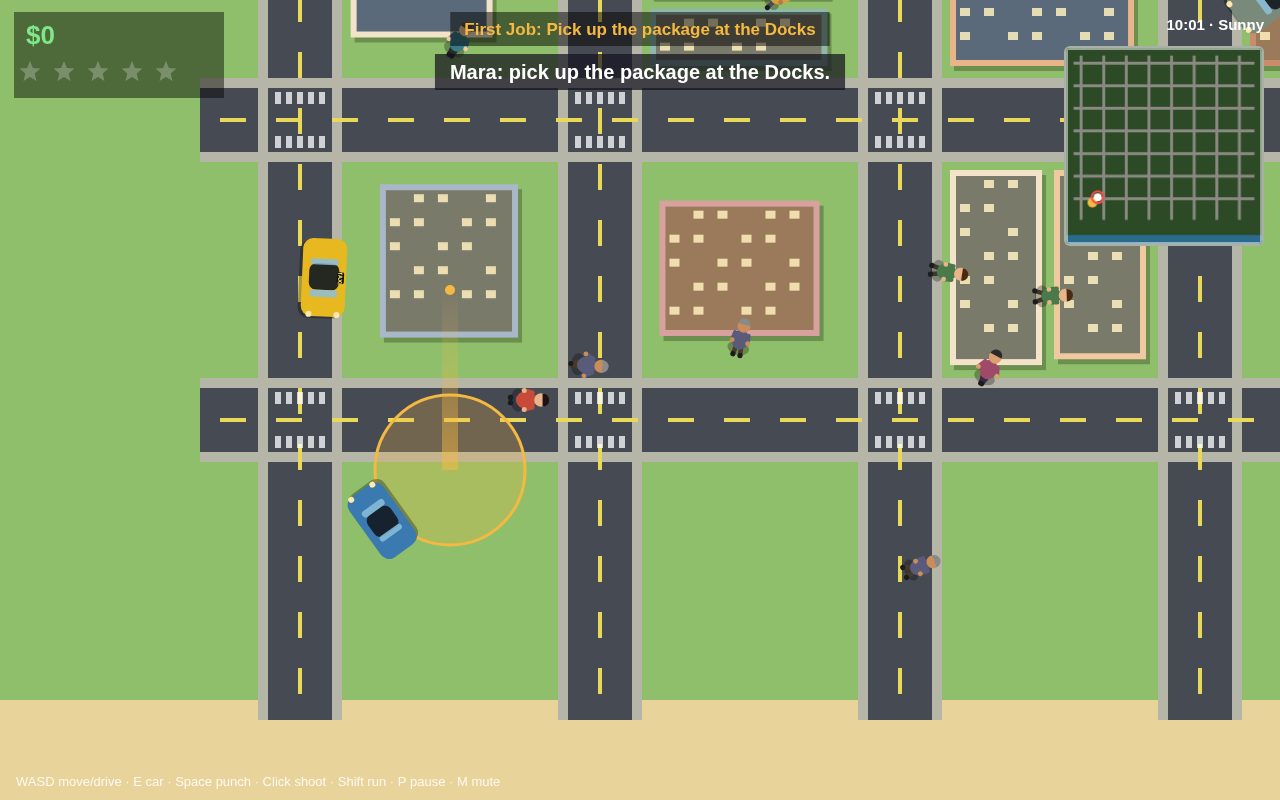 $0
First Job: Pick up the package at the Docks
10:01 · Sunny
Mara: pick up the package at the Docks.
WASD move/drive · E car · Space punch · Click shoot · Shift run · P pause · M mute